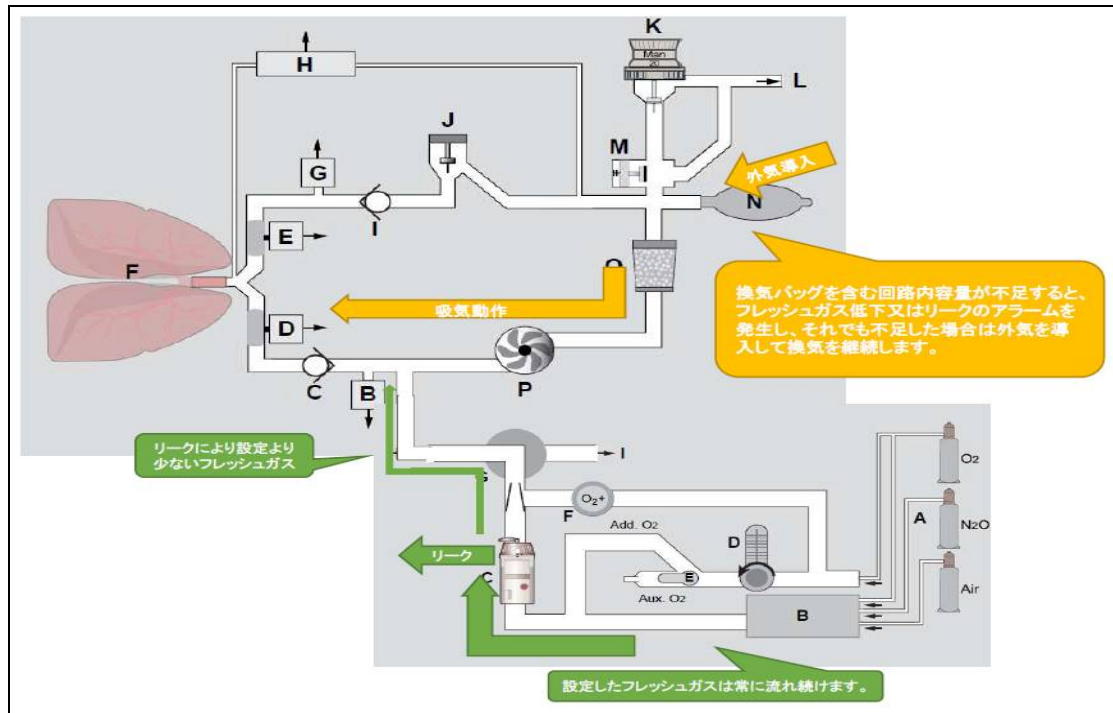 K
Man
20
H
L
J
M
外気導入
G
N
I
E
F
換気バッグを含む回路内容量が不足すると、
フレッシュガス低下又はリークのアラームを
発生し、それでも不足した場合は外気を導
入して換気を継続します。
吸気動作
D
P
C
B
リークにより設定より
少ないフレッシュガス
I
O2
G
O2+
F
A
N2O
Add. O2
D
リーク
C
E
Air
Aux. O2
B
設定したフレッシュガスは常に流れ続けます。